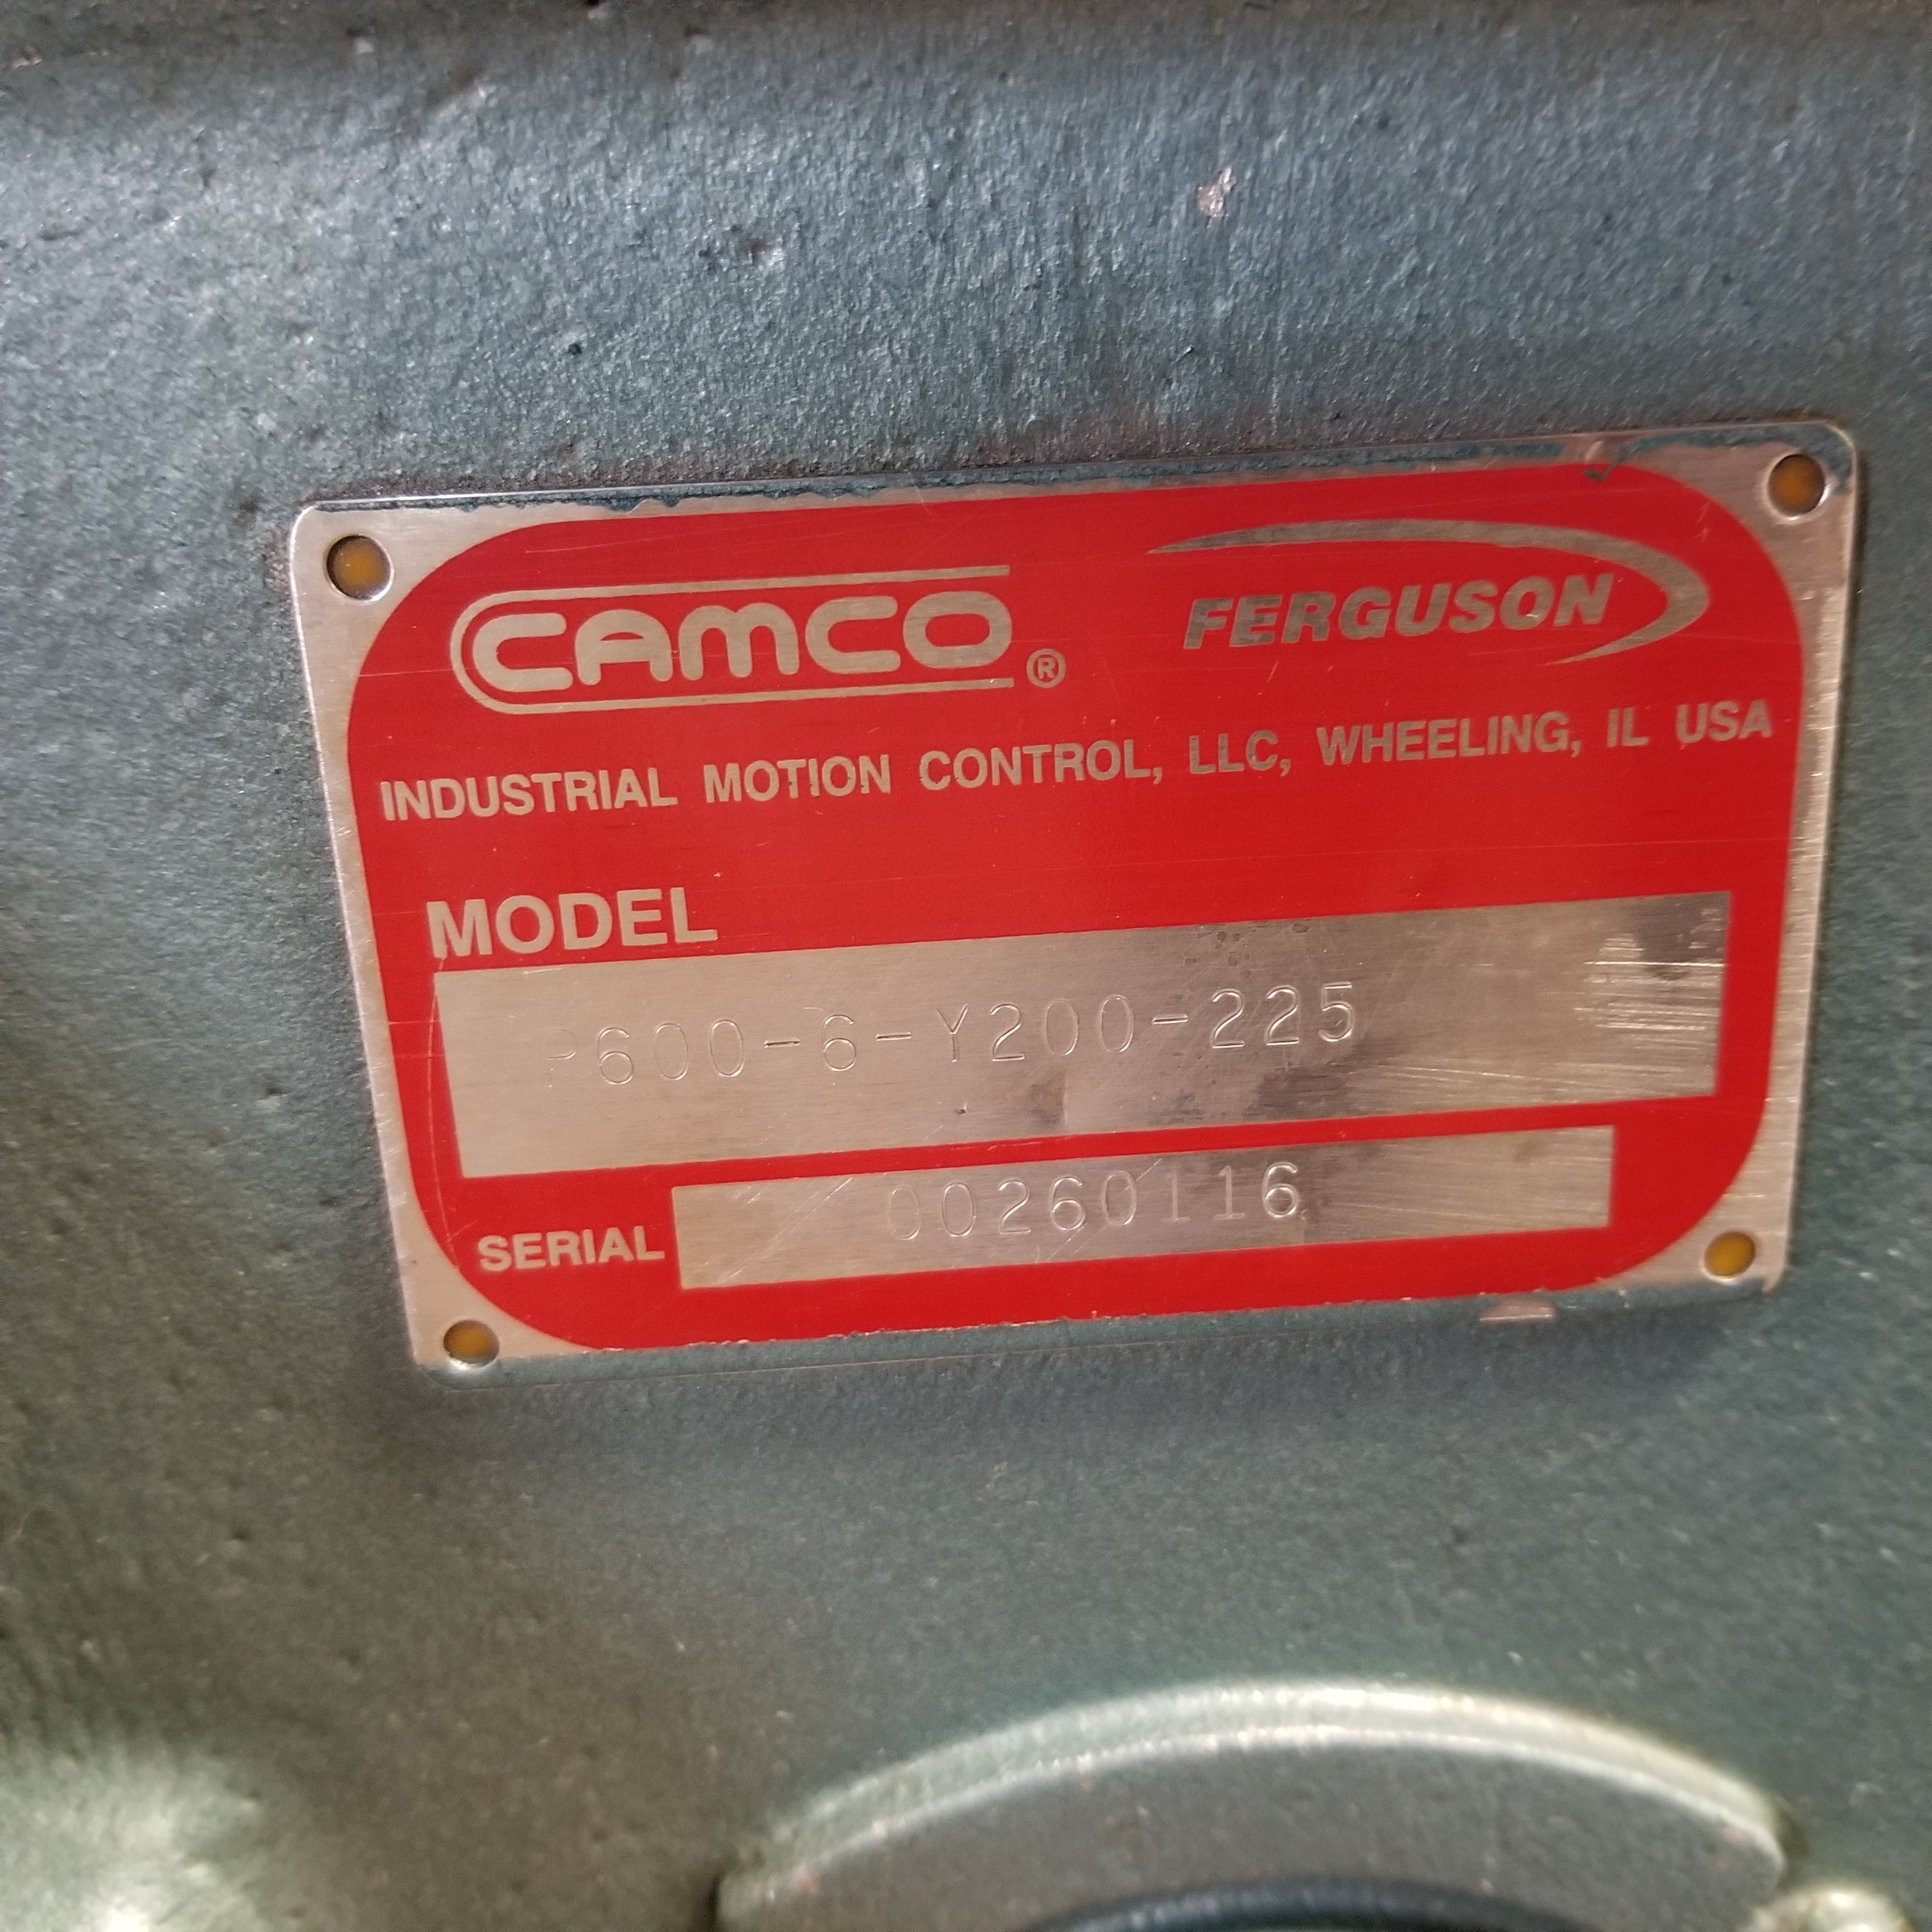 CAMCO® FERGUSON
INDUSTRIAL MOTION CONTROL, LLC, WHEELING, IL USA
MODEL
P600-6-Y200-225
SERIAL 00260116